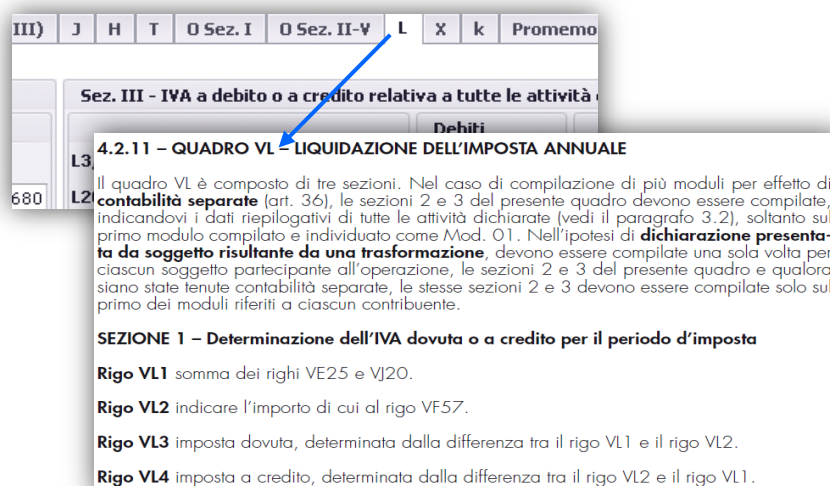 III) J H T O Sez. I O Sez. II-V L X k Promemo
Sez. III - IVA a debito o a credito relativa a tutte le attività
Debiti
L3,
680 L20
4.2.11 – QUADRO VL – LIQUIDAZIONE DELL'IMPOSTA ANNUALE
Il quadro VL è composto di tre sezioni. Nel caso di compilazione di più moduli per effetto di
contabilità separate (art. 36), le sezioni 2 e 3 del presente quadro devono essere compilate,
indicandovi i dati riepilogativi di tutte le attività dichiarate (vedi il paragrafo 3.2), soltanto sul
primo modulo compilato e individuato come Mod. 01. Nell'ipotesi di dichiarazione presenta-
ta da soggetto risultante da una trasformazione, devono essere compilate una sola volta per
ciascun soggetto partecipante all'operazione, le sezioni 2 e 3 del presente quadro e qualora
siano state tenute contabilità separate, le stesse sezioni 2 e 3 devono essere compilate solo sul
primo dei moduli riferiti a ciascun contribuente.
SEZIONE 1 – Determinazione dell'IVA dovuta o a credito per il periodo d'imposta
Rigo VL1 somma dei righi VE25 e VJ20.
Rigo VL2 indicare l'importo di cui al rigo VF57.
Rigo VL3 imposta dovuta, determinata dalla differenza tra il rigo VL1 e il rigo VL2.
Rigo VL4 imposta a credito, determinata dalla differenza tra il rigo VL2 e il rigo VL1.